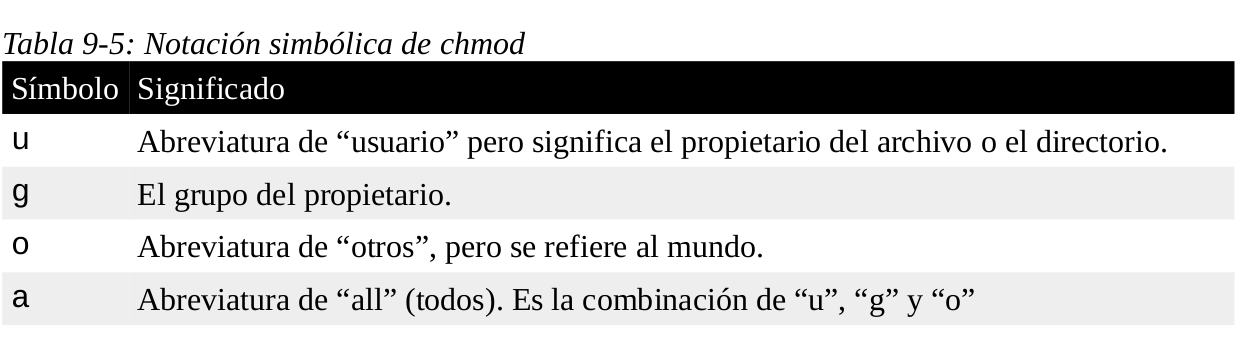 Tabla 9-5: Notación simbólica de chmod
Símbolo Significado
u Abreviatura de “usuario” pero significa el propietario del archivo o el directorio.
g El grupo del propietario.
o Abreviatura de “otros”, pero se refiere al mundo.
a Abreviatura de “all” (todos). Es la combinación de “u”, “g” y “o”